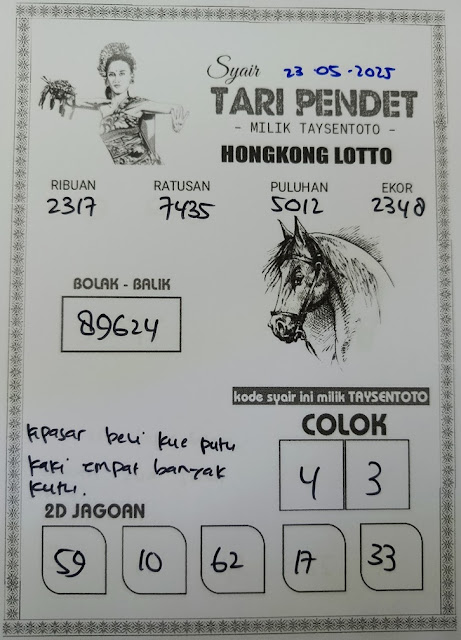 Syair 23-05-2025
TARI PENDET
- MILIK TAYSENTOTO -
HONGKONG LOTTO
RIBUAN RATUSAN PULUHAN EKOR
2317 7435 5012 2348
BOLAK - BALIK
89624
kode syair ini milik TAYSENTOTO
COLOK
4 3
kpasar beli kue putu
kaki empat banyak
kutu.
2D JAGOAN
59 10 62 17 33